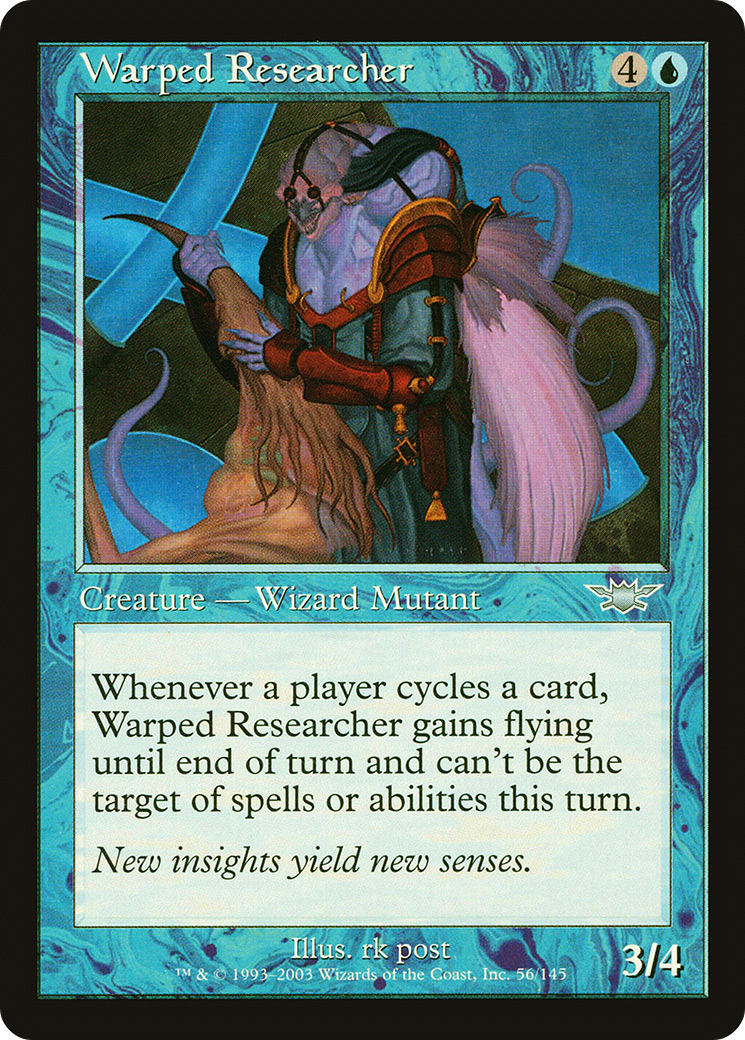 Warped Researcher 4
Creature — Wizard Mutant
Whenever a player cycles a card,
Warped Researcher gains flying
until end of turn and can't be the
target of spells or abilities this turn.
New insights yield new senses.
Illus. rk post
™ & © 1993–2003 Wizards of the Coast, Inc. 56/145
3/4